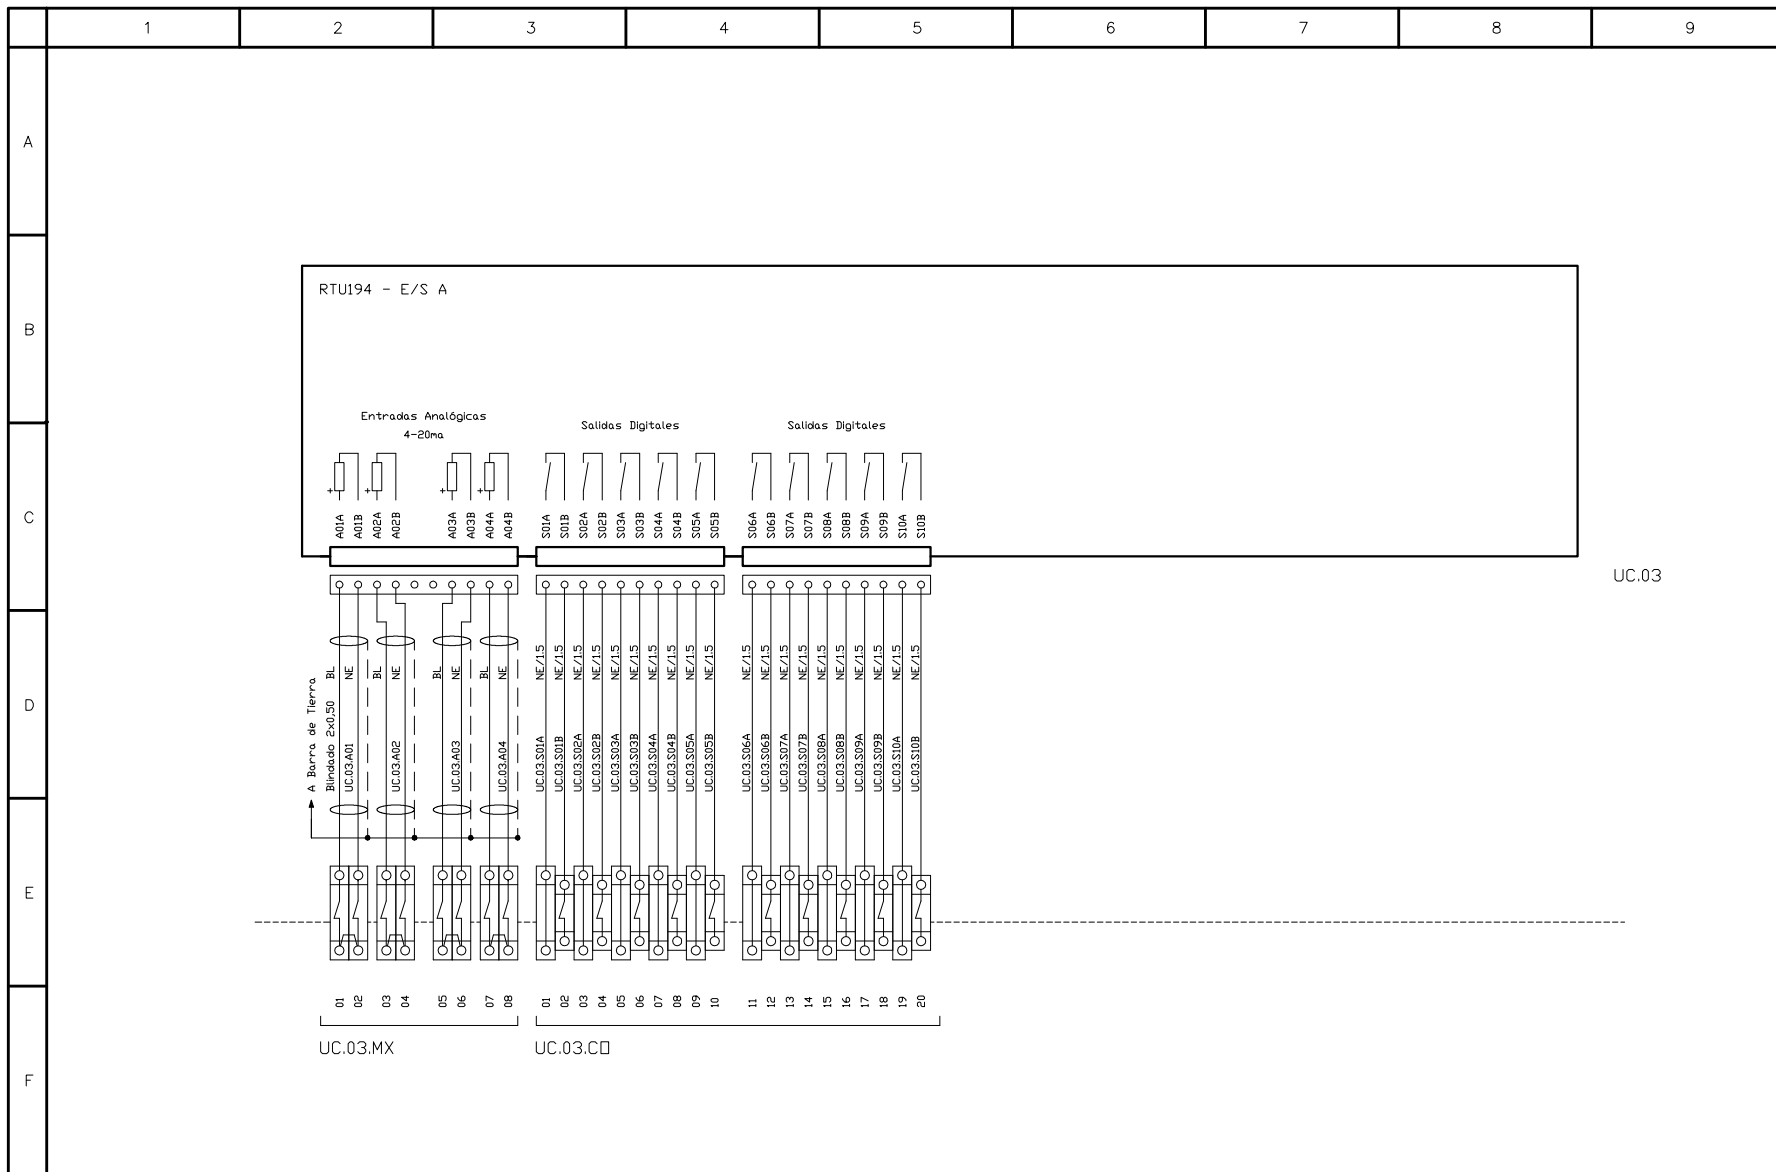 1 2 3 4 5 6 7 8 9
A
B
C
D
E
F
RTU194 - E/S A
Entradas Analógicas
4-20ma
Salidas Digitales
Salidas Digitales
+ + + +
A01A A01B A02A A02B A03A A03B A04A A04B
S01A S01B S02A S02B S03A S03B S04A S04B S05A S05B
S06A S06B S07A S07B S08A S08B S09A S09B S10A S10B
UC.03
BL NE BL NE BL NE BL NE
NE/1.5 NE/1.5 NE/1.5 NE/1.5 NE/1.5 NE/1.5 NE/1.5 NE/1.5 NE/1.5 NE/1.5
NE/1.5 NE/1.5 NE/1.5 NE/1.5 NE/1.5 NE/1.5 NE/1.5 NE/1.5 NE/1.5 NE/1.5
A Barra de Tierra
Blindado 2x0,50
UC.03.A01 UC.03.A02 UC.03.A03 UC.03.A04
UC.03.S01A UC.03.S01B UC.03.S02A UC.03.S02B UC.03.S03A UC.03.S03B UC.03.S04A UC.03.S04B UC.03.S05A UC.03.S05B
UC.03.S06A UC.03.S06B UC.03.S07A UC.03.S07B UC.03.S08A UC.03.S08B UC.03.S09A UC.03.S09B UC.03.S10A UC.03.S10B
01 02 03 04 05 06 07 08
01 02 03 04 05 06 07 08 09 10
11 12 13 14 15 16 17 18 19 20
UC.03.MX
UC.03.CO